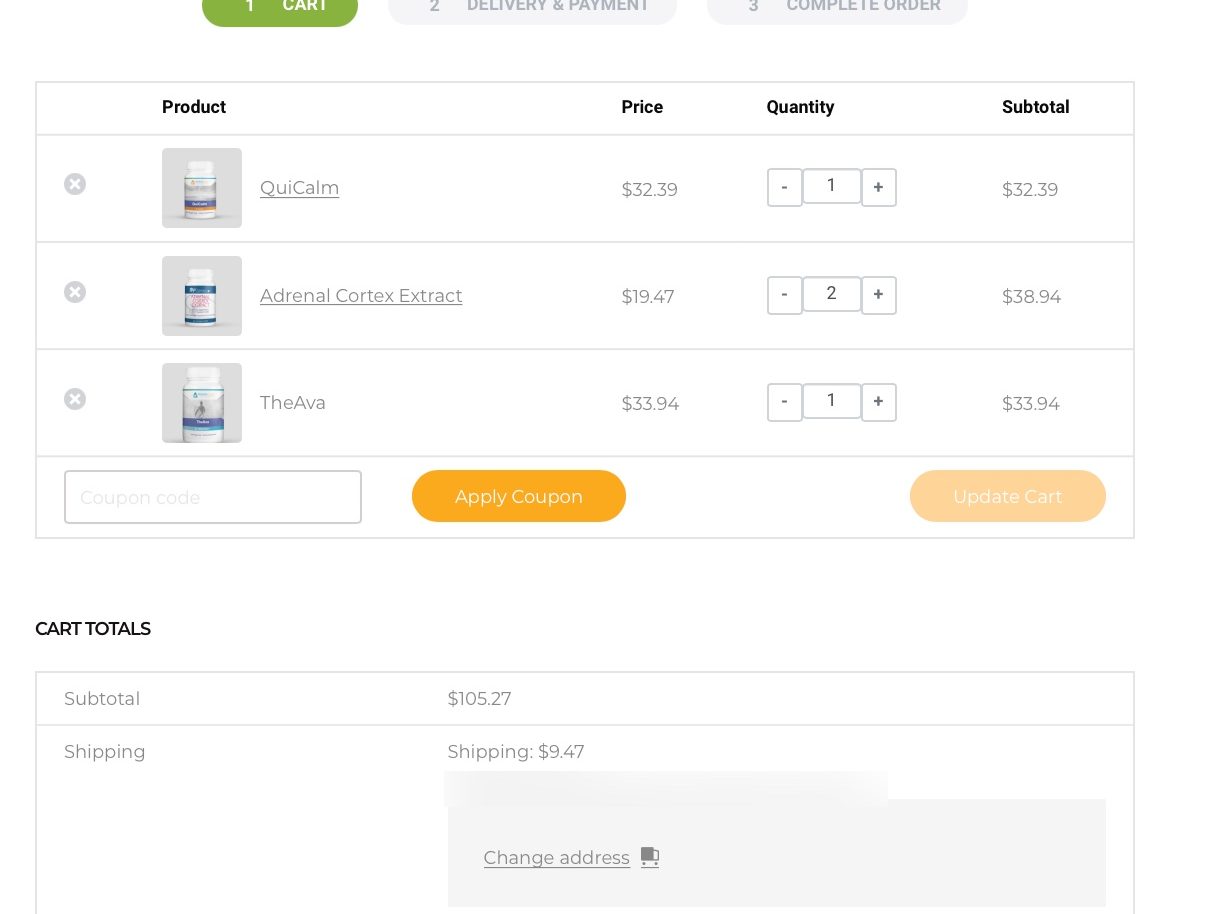 1 CART 2 DELIVERY & PAYMENT 3 COMPLETE ORDER
Product Price Quantity Subtotal
QuiCalm $32.39 - 1 + $32.39
Adrenal Cortex Extract $19.47 - 2 + $38.94
TheAva $33.94 - 1 + $33.94
Coupon code Apply Coupon Update Cart
CART TOTALS
Subtotal $105.27
Shipping Shipping: $9.47
Change address